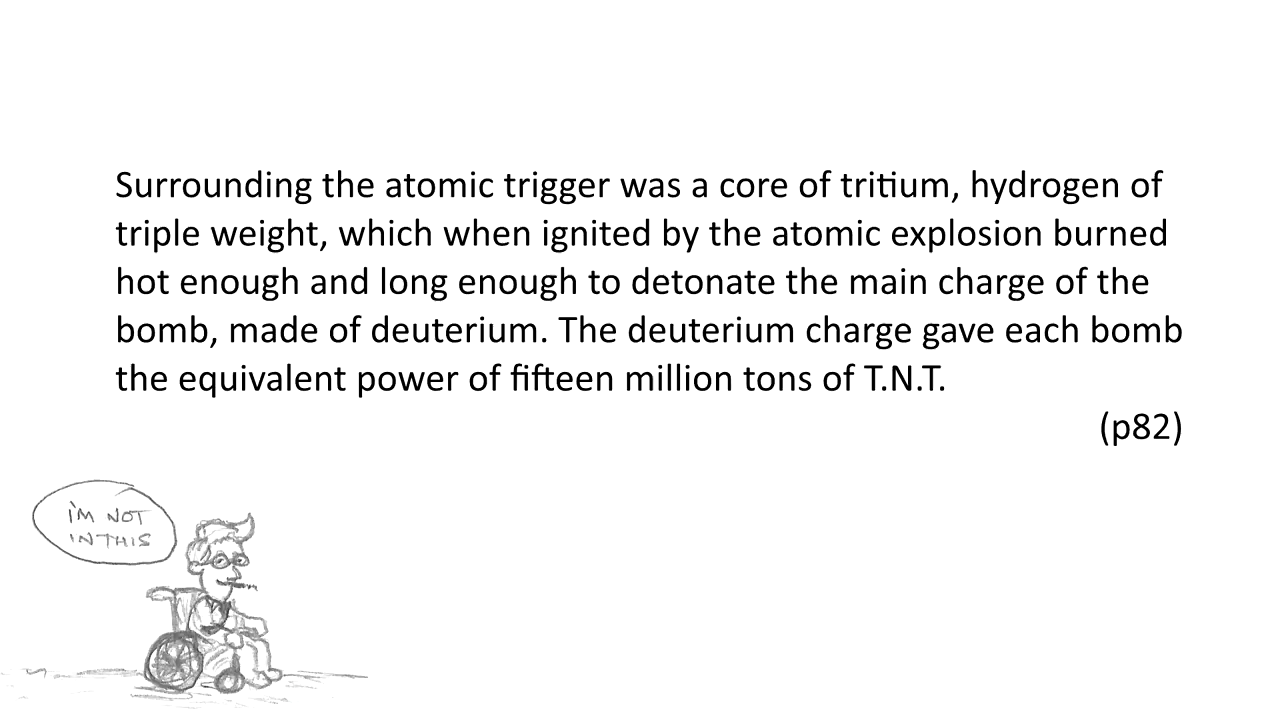 Surrounding the atomic trigger was a core of tritium, hydrogen of
triple weight, which when ignited by the atomic explosion burned
hot enough and long enough to detonate the main charge of the
bomb, made of deuterium. The deuterium charge gave each bomb
the equivalent power of fifteen million tons of T.N.T.
(p82)
I'M NOT
IN THIS